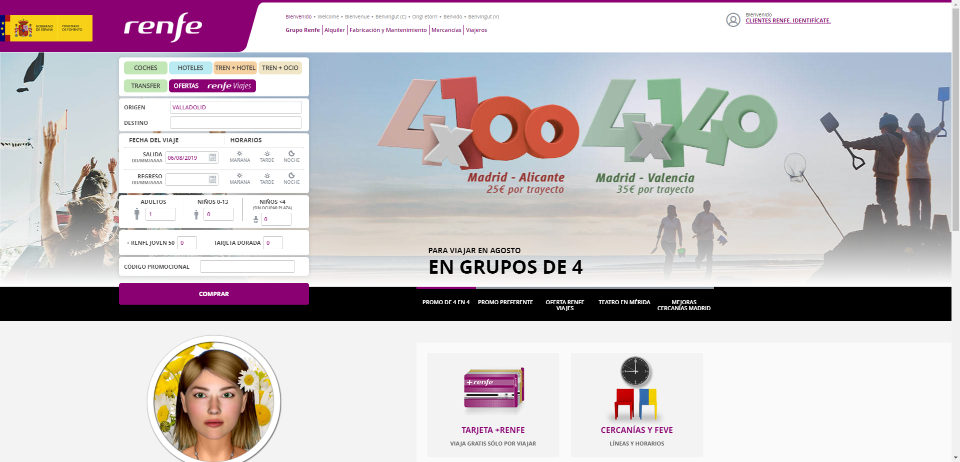 GOBIERNO DE ESPAÑA
MINISTERIO DE FOMENTO
renfe
Bienvenido • Welcome • Bienvenue • Benvingut (c) • Ongi etorri • Benvido • Benvingut (v)
Grupo Renfe | Alquiler | Fabricación y Mantenimiento | Mercancías | Viajeros
Bienvenido
CLIENTES RENFE. IDENTIFÍCATE.
COCHES
HOTELES
TREN + HOTEL
TREN + OCIO
TRANSFER
OFERTAS renfe Viajes
ORIGEN
VALLADOLID
DESTINO
FECHA DEL VIAJE
HORARIOS
SALIDA
DD/MM/AAAA
06/08/2019
MAÑANA
TARDE
NOCHE
REGRESO
DD/MM/AAAA
MAÑANA
TARDE
NOCHE
ADULTOS
1
NIÑOS 0-13
0
NIÑOS <4
(SIN OCUPAR PLAZA)
0
+ RENFE JOVEN 50
0
TARJETA DORADA
0
CÓDIGO PROMOCIONAL
COMPRAR
4x100
Madrid - Alicante
25€ por trayecto
4x140
Madrid - Valencia
35€ por trayecto
PARA VIAJAR EN AGOSTO
EN GRUPOS DE 4
PROMO DE 4 EN 4
PROMO PREFERENTE
OFERTA RENFE VIAJES
TEATRO EN MÉRIDA
MEJORAS CERCANÍAS MADRID
+renfe
TARJETA +RENFE
VIAJA GRATIS SÓLO POR VIAJAR
CERCANÍAS Y FEVE
LÍNEAS Y HORARIOS